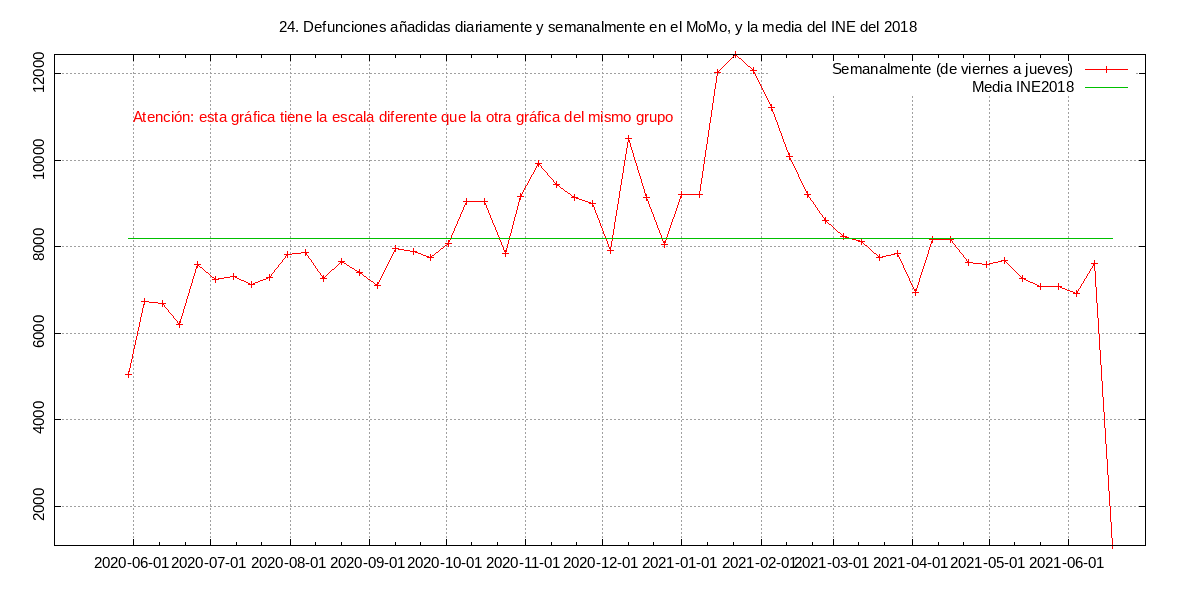 24. Defunciones añadidas diariamente y semanalmente en el MoMo, y la media del INE del 2018
Semanalmente (de viernes a jueves)
Media INE2018
Atención: esta gráfica tiene la escala diferente que la otra gráfica del mismo grupo
12000
10000
8000
6000
4000
2000
2020-06-01 2020-07-01 2020-08-01 2020-09-01 2020-10-01 2020-11-01 2020-12-01 2021-01-01 2021-02-01 2021-03-01 2021-04-01 2021-05-01 2021-06-01